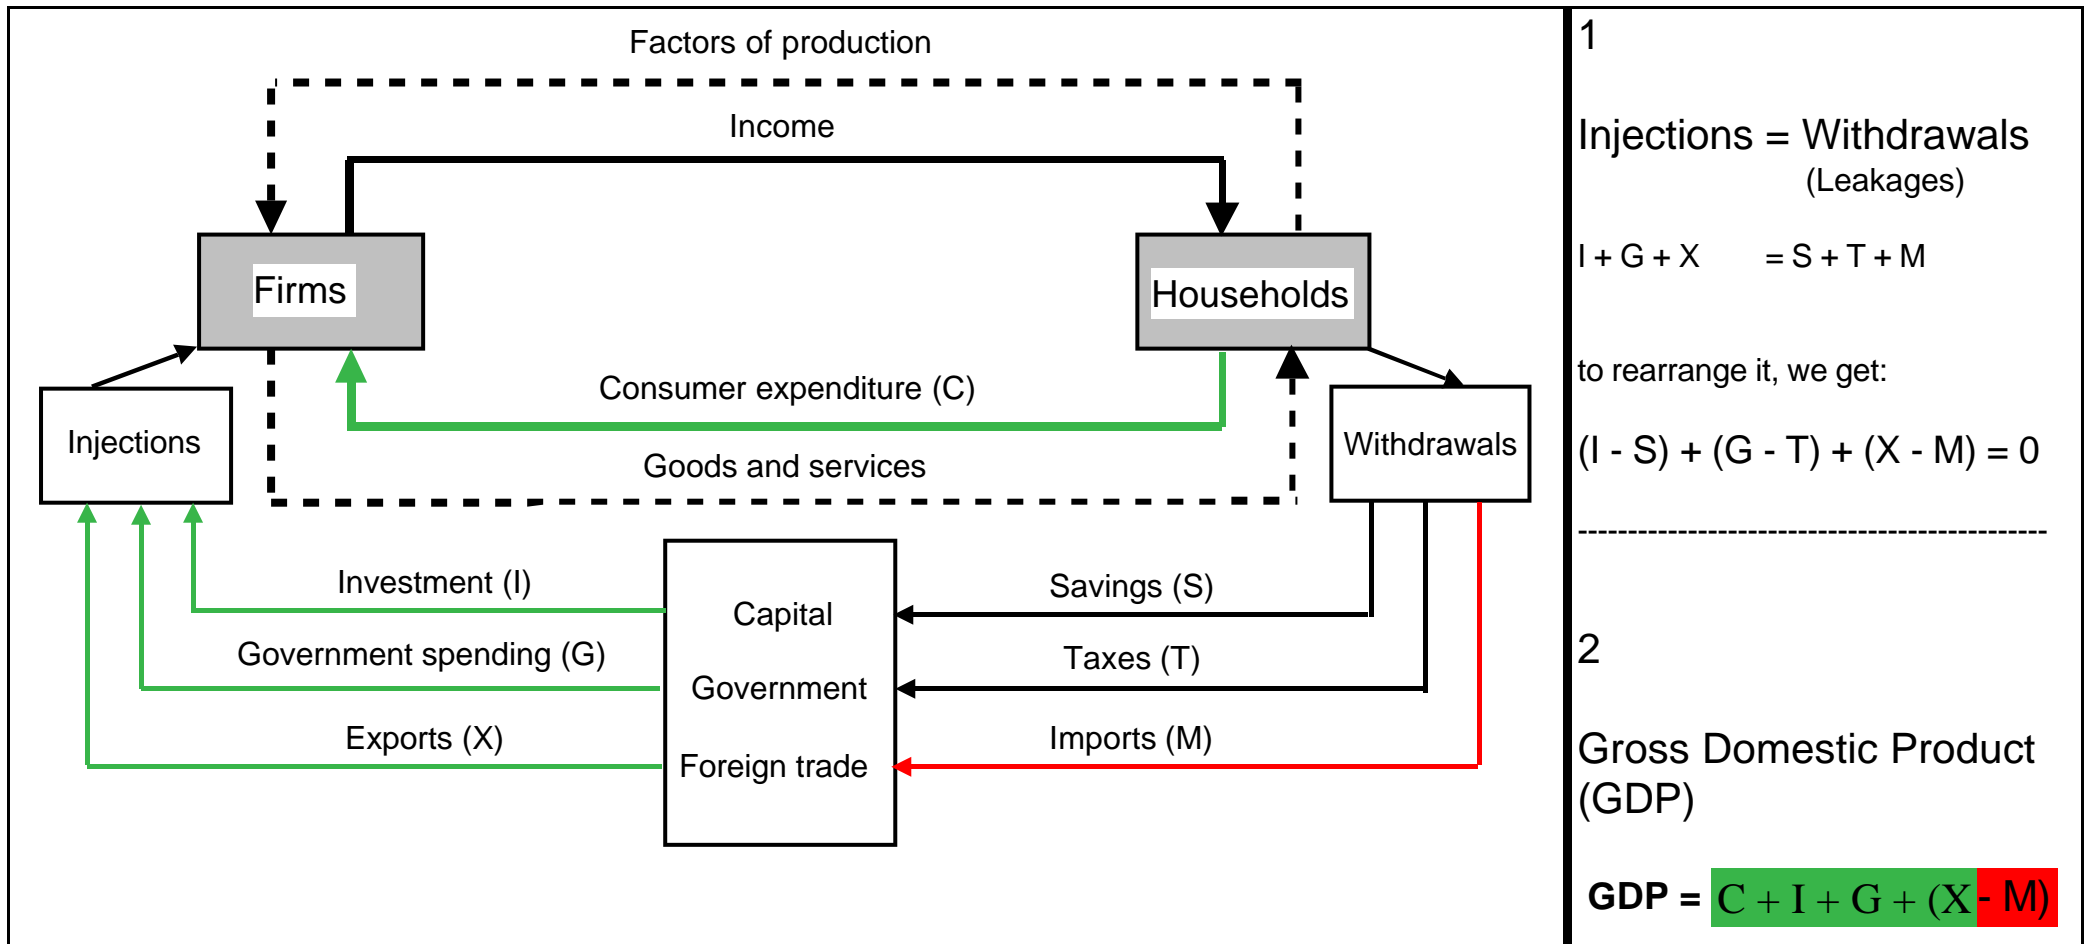 Factors of production
Income
Firms
Households
Consumer expenditure (C)
Injections
Withdrawals
Goods and services
Investment (I)
Savings (S)
Capital
Government spending (G)
Taxes (T)
Government
Exports (X)
Imports (M)
Foreign trade
1
Injections = Withdrawals
(Leakages)
I + G + X = S + T + M
to rearrange it, we get:
(I - S) + (G - T) + (X - M) = 0
-----------------------------------------------
2
Gross Domestic Product
(GDP)
GDP = C + I + G + (X - M)